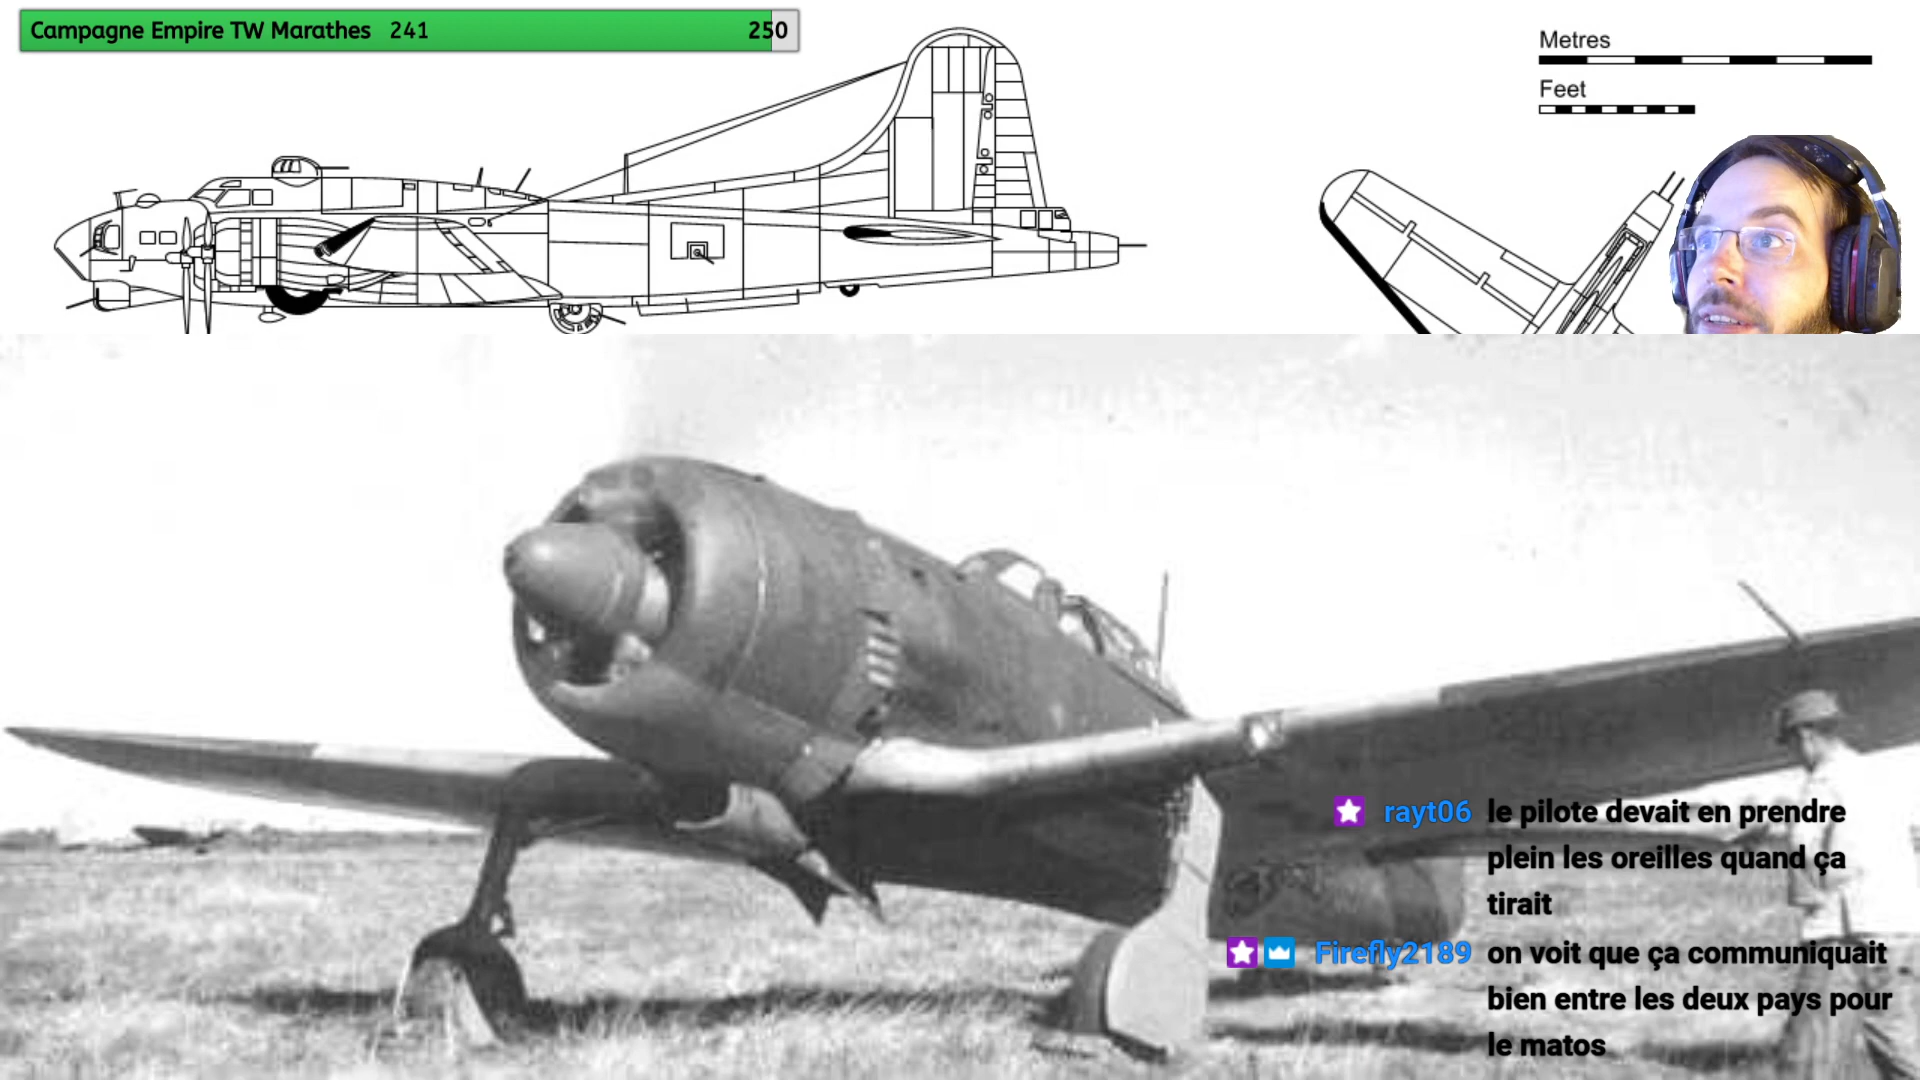 Campagne Empire TW Marathes 241 250
Metres
Feet
rayt06 le pilote devait en prendre
plein les oreilles quand ça
tirait
Firefly2189 on voit que ça communiquait
bien entre les deux pays pour
le matos